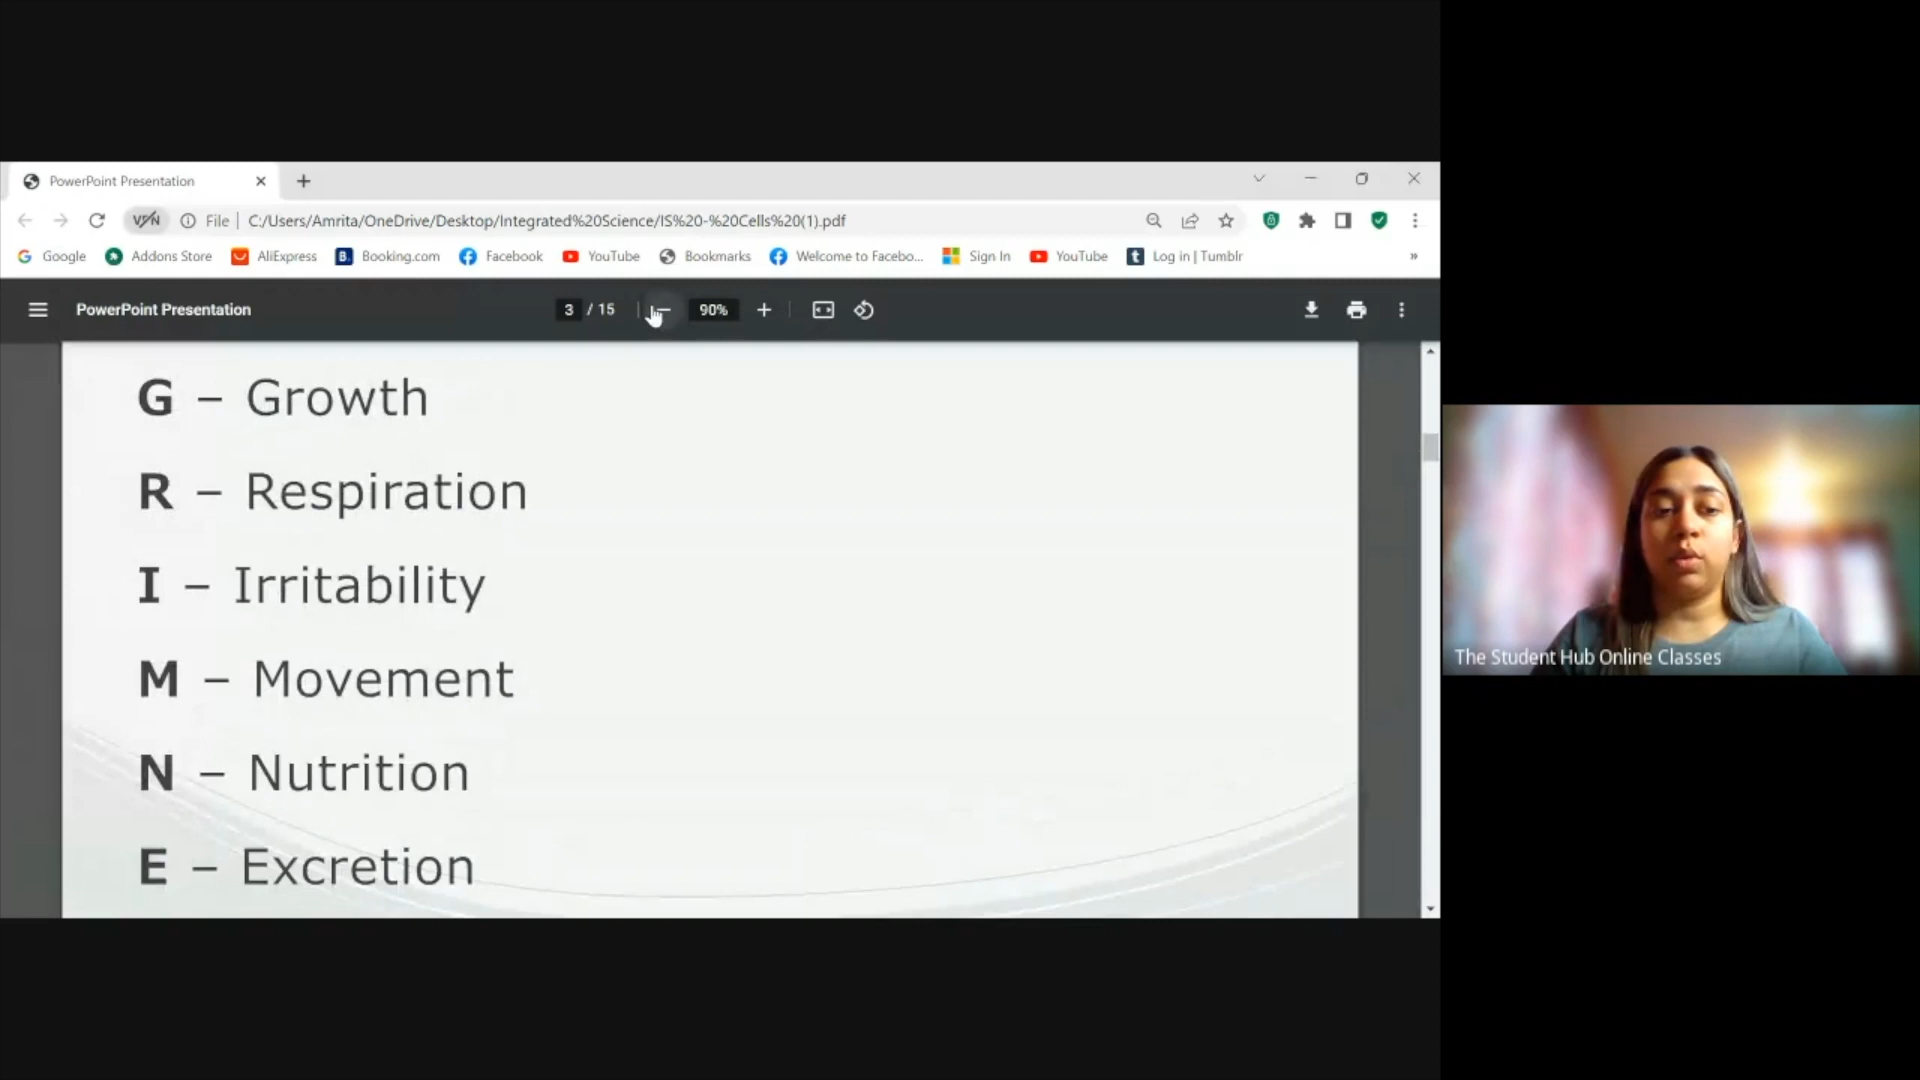 PowerPoint Presentation
VPN File C:/Users/Amrita/OneDrive/Desktop/Integrated%20Science/IS%20-%20Cells%20(1).pdf
Google Addons Store AliExpress B. Booking.com Facebook YouTube Bookmarks Welcome to Facebo... Sign In YouTube t Log in | Tumblr »
PowerPoint Presentation 3 / 15 90%
G – Growth
R – Respiration
I – Irritability
M – Movement
N – Nutrition
E – Excretion
The Student Hub Online Classes